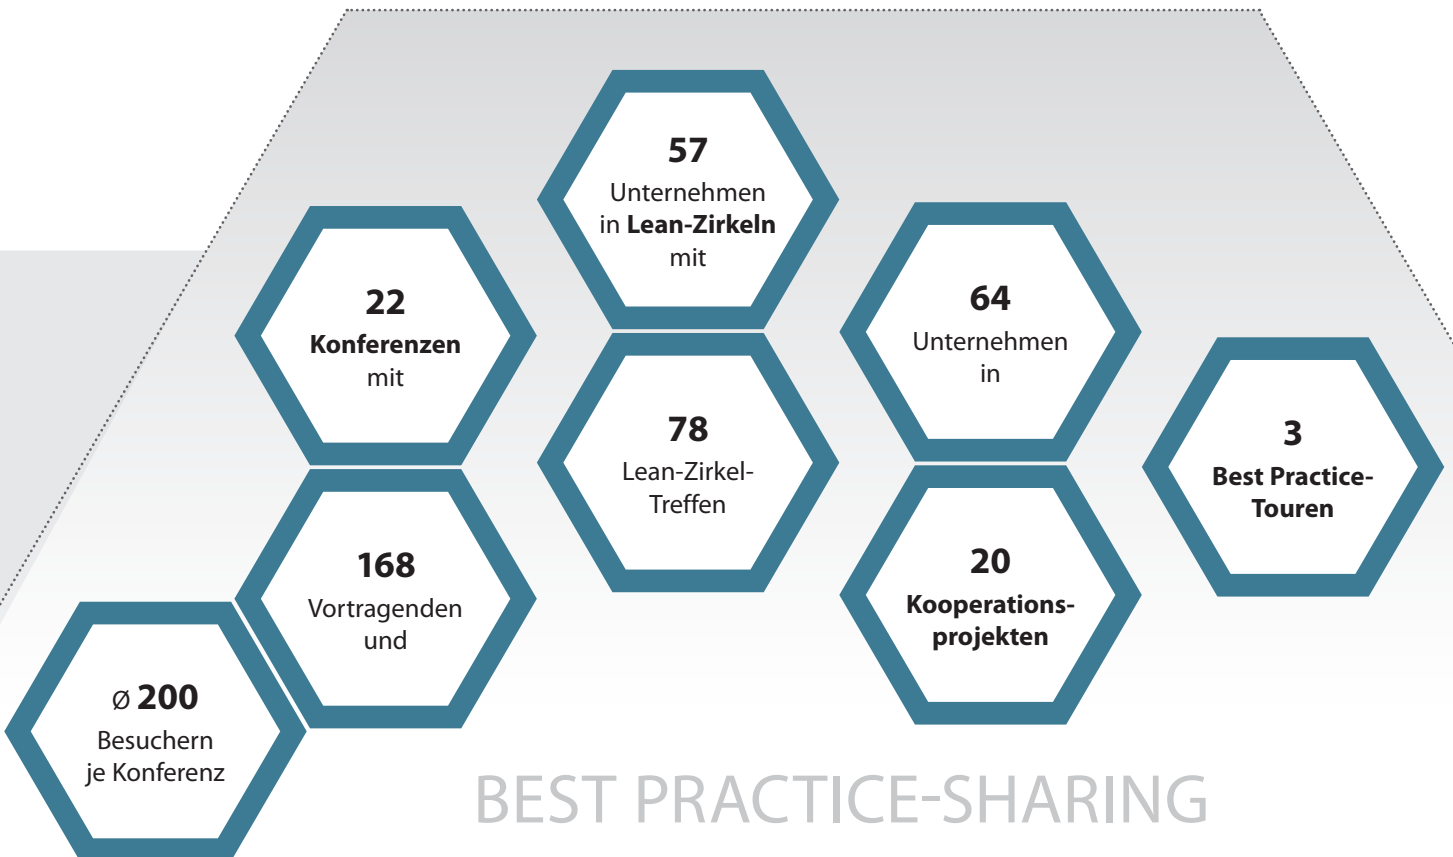 22
Konferenzen
mit
168
Vortragenden
und
Ø 200
Besuchern
je Konferenz
57
Unternehmen
in Lean-Zirkeln
mit
78
Lean-Zirkel-
Treffen
64
Unternehmen
in
20
Kooperations-
projekten
3
Best Practice-
Touren
BEST PRACTICE-SHARING